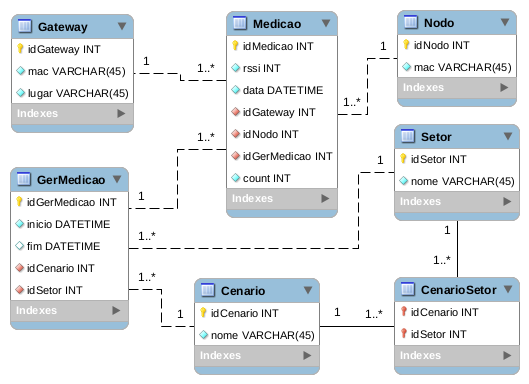 Gateway
idGateway INT
mac VARCHAR(45)
lugar VARCHAR(45)
Indexes
1
1..*
Medicao
idMedicao INT
rssi INT
data DATETIME
idGateway INT
idNodo INT
idGerMedicao INT
count INT
Indexes
1
1..*
Nodo
idNodo INT
mac VARCHAR(45)
Indexes
1..*
1
Setor
idSetor INT
nome VARCHAR(45)
Indexes
GerMedicao
idGerMedicao INT
inicio DATETIME
fim DATETIME
idCenario INT
idSetor INT
Indexes
1
1..*
1..*
1
1
1..*
Cenario
idCenario INT
nome VARCHAR(45)
Indexes
1
1..*
CenarioSetor
idCenario INT
idSetor INT
Indexes